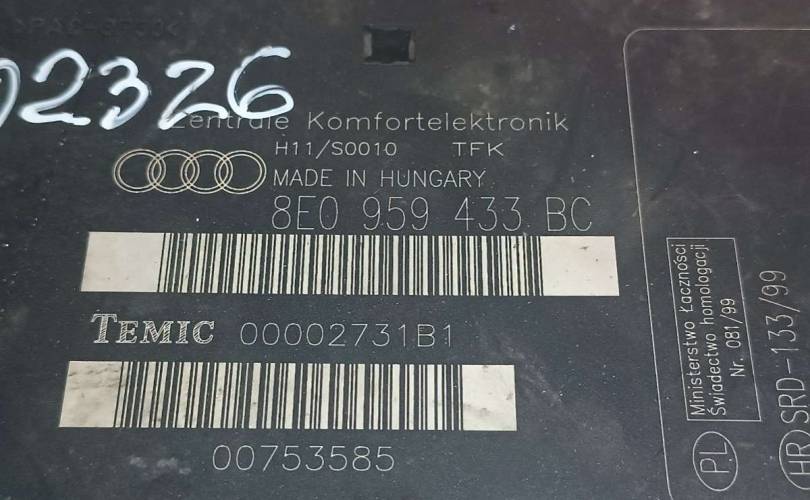 02326
Zentrale Komfortelektronik
H11/S0010 TFK
MADE IN HUNGARY
8E0 959 433 BC
TEMIC 00002731B1
00753585
Ministerstwo Łaczności
Świadectwo homologacji
Nr. 081/99
PL
HR SRD-133/99